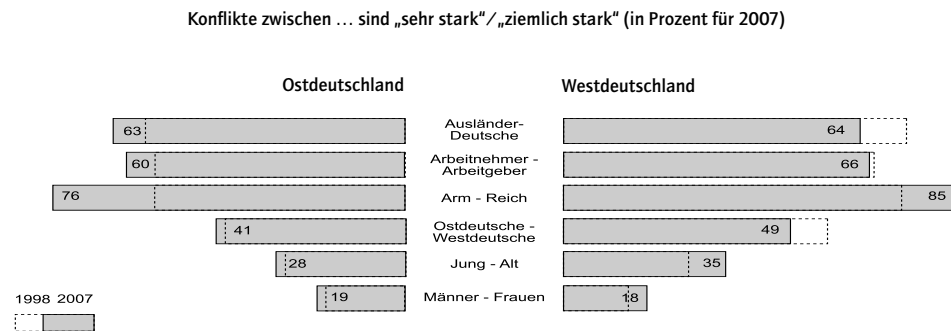 Konflikte zwischen … sind „sehr stark“/„ziemlich stark“ (in Prozent für 2007)
Ostdeutschland
Westdeutschland
63
Ausländer-
Deutsche
64
60
Arbeitnehmer -
Arbeitgeber
66
76
Arm - Reich
85
41
Ostdeutsche -
Westdeutsche
49
28
Jung - Alt
35
19
Männer - Frauen
18
1998 2007